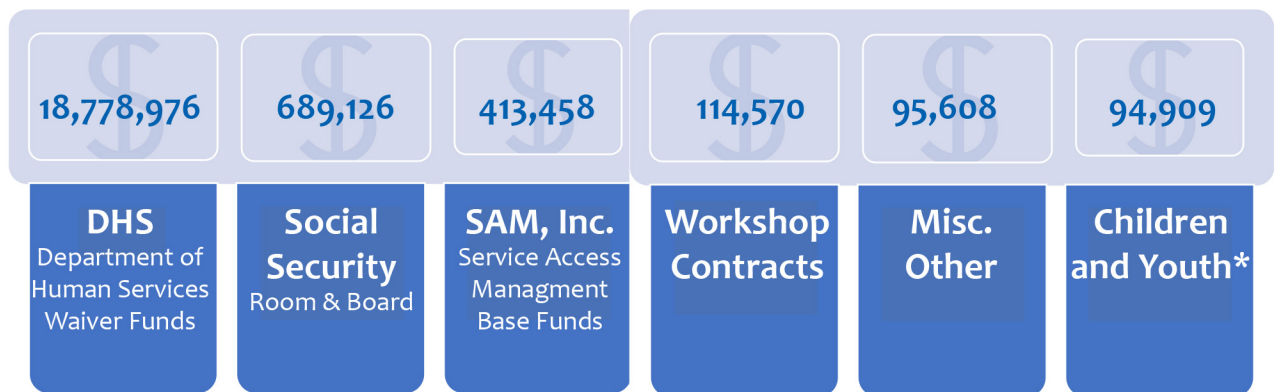 18,778,976
689,126
413,458
114,570
95,608
94,909
DHS
Department of
Human Services
Waiver Funds
Social
Security
Room & Board
SAM, Inc.
Service Access
Managment
Base Funds
Workshop
Contracts
Misc.
Other
Children
and Youth*